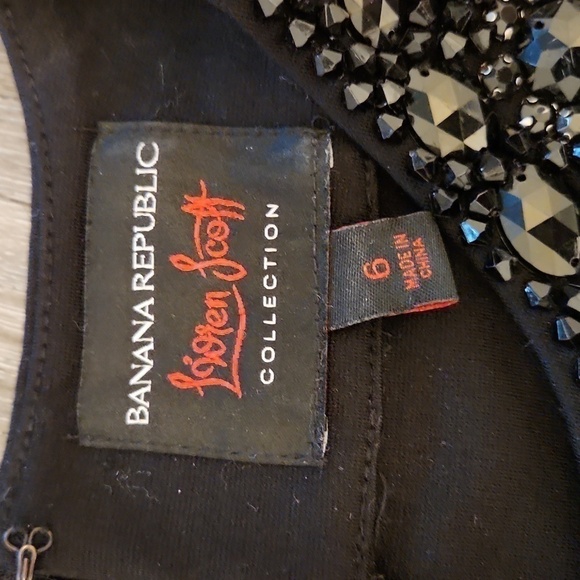 BANANA REPUBLIC
L'Wren Scott
COLLECTION
6
MADE IN
CHINA